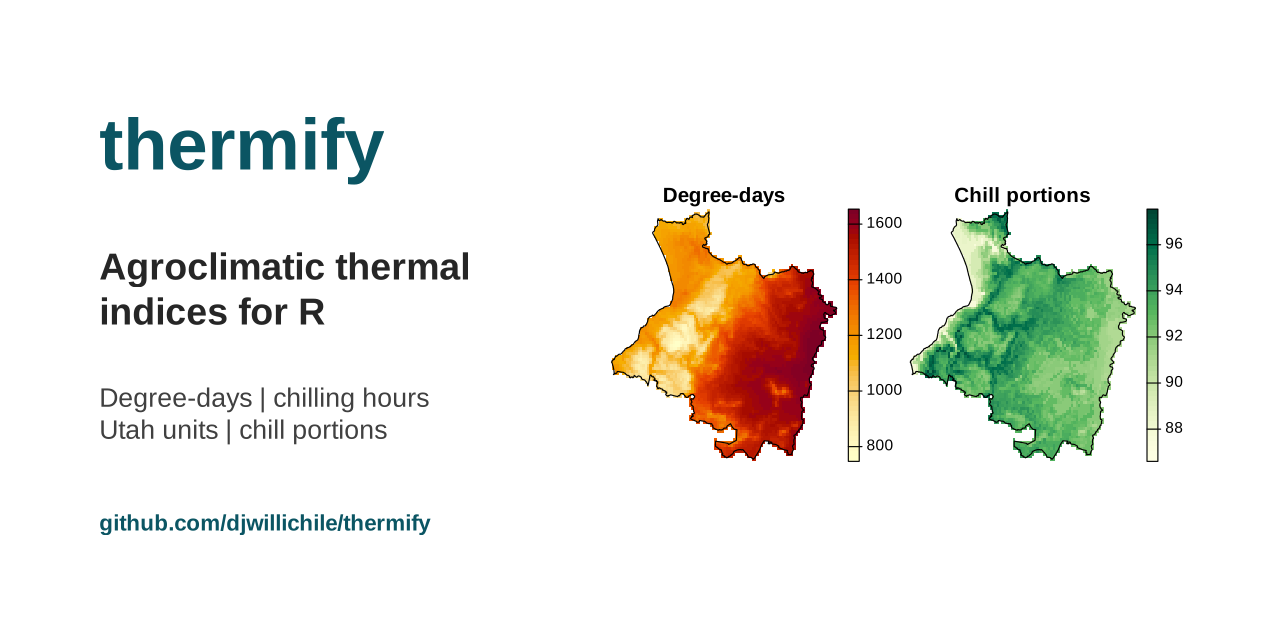 thermify
Agroclimatic thermal
indices for R
Degree-days | chilling hours
Utah units | chill portions
github.com/djwillichile/thermify
Degree-days
1600
1400
1200
1000
800
Chill portions
96
94
92
90
88